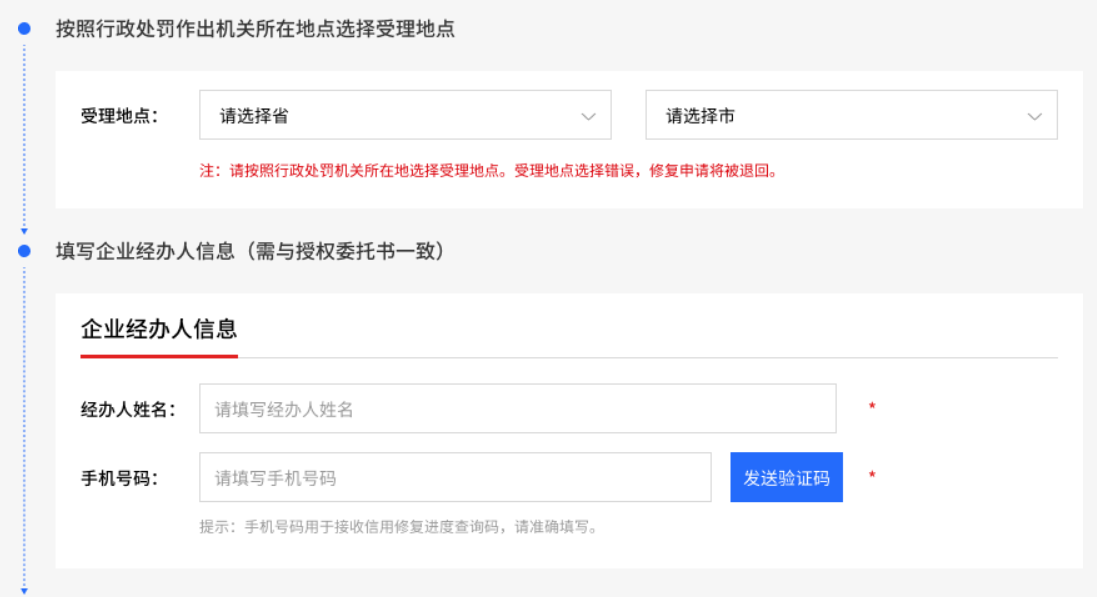 按照行政处罚作出机关所在地点选择受理地点
受理地点： 请选择省 请选择市
注：请按照行政处罚机关所在地选择受理地点。受理地点选择错误，修复申请将被退回。
填写企业经办人信息（需与授权委托书一致）
企业经办人信息
经办人姓名： 请填写经办人姓名 *
手机号码： 请填写手机号码 发送验证码 *
提示：手机号码用于接收信用修复进度查询码，请准确填写。